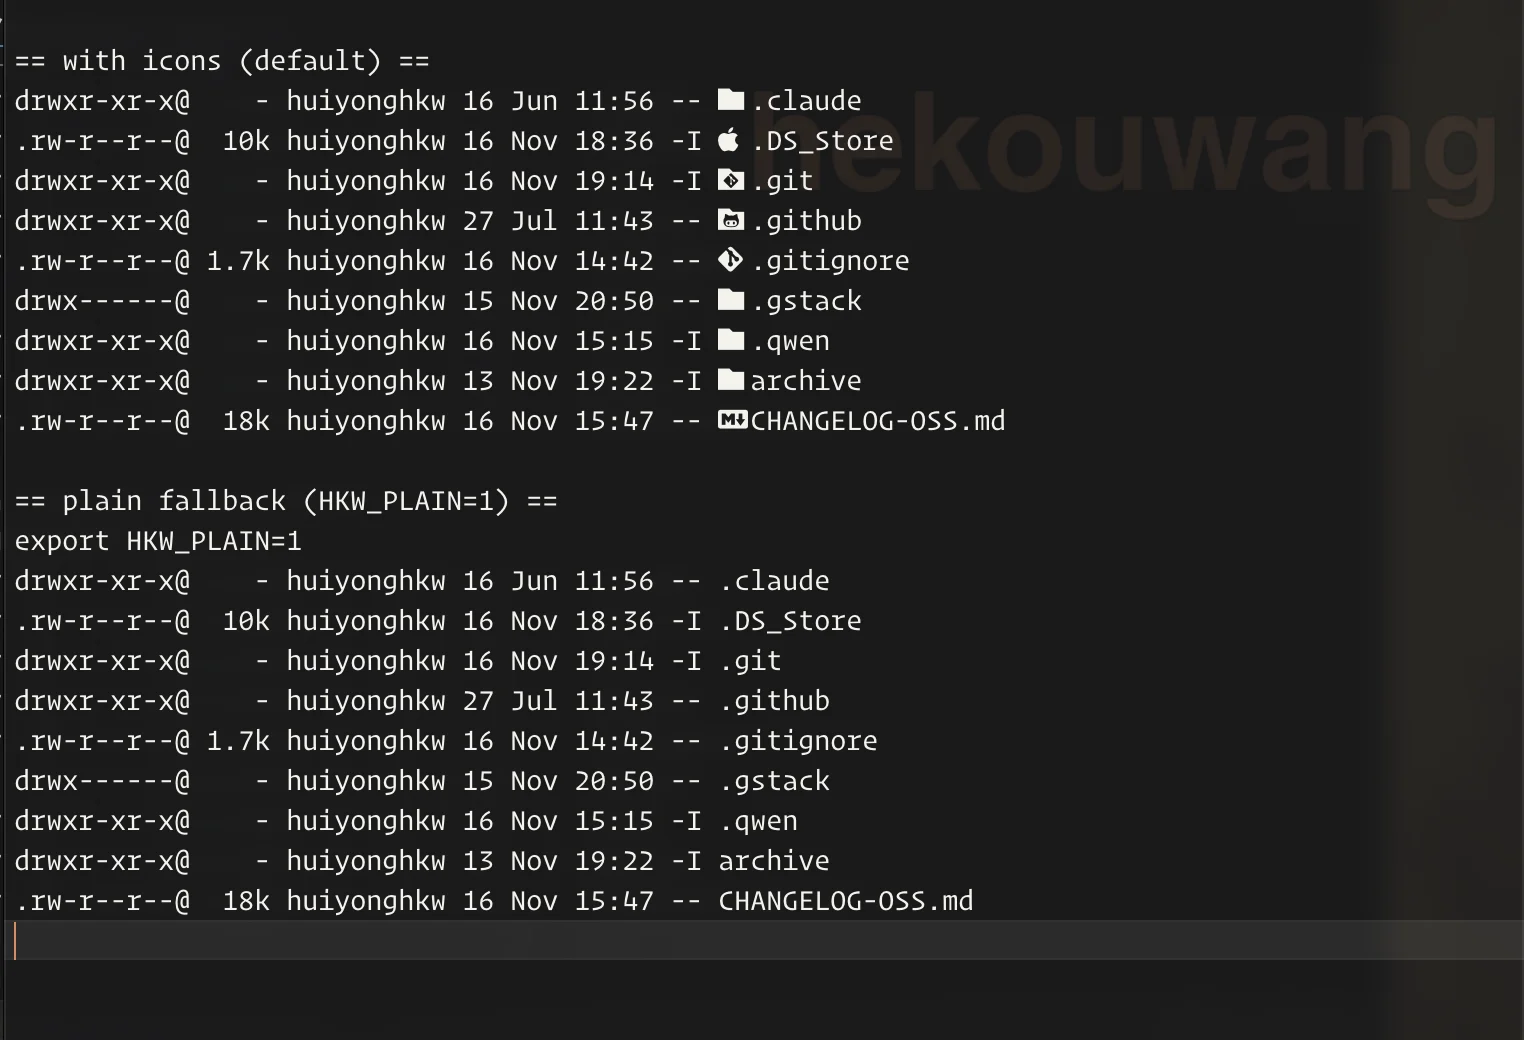 == with icons (default) ==
drwxr-xr-x@    - huiyonghkw 16 Jun 11:56 -- .claude
.rw-r--r--@  10k huiyonghkw 16 Nov 18:36 -I .DS_Store
drwxr-xr-x@    - huiyonghkw 16 Nov 19:14 -I .git
drwxr-xr-x@    - huiyonghkw 27 Jul 11:43 -- .github
.rw-r--r--@ 1.7k huiyonghkw 16 Nov 14:42 -- .gitignore
drwx------@    - huiyonghkw 15 Nov 20:50 -- .gstack
drwxr-xr-x@    - huiyonghkw 16 Nov 15:15 -I .qwen
drwxr-xr-x@    - huiyonghkw 13 Nov 19:22 -I archive
.rw-r--r--@  18k huiyonghkw 16 Nov 15:47 -- CHANGELOG-OSS.md
hekouwang
== plain fallback (HKW_PLAIN=1) ==
export HKW_PLAIN=1
drwxr-xr-x@    - huiyonghkw 16 Jun 11:56 -- .claude
.rw-r--r--@  10k huiyonghkw 16 Nov 18:36 -I .DS_Store
drwxr-xr-x@    - huiyonghkw 16 Nov 19:14 -I .git
drwxr-xr-x@    - huiyonghkw 27 Jul 11:43 -- .github
.rw-r--r--@ 1.7k huiyonghkw 16 Nov 14:42 -- .gitignore
drwx------@    - huiyonghkw 15 Nov 20:50 -- .gstack
drwxr-xr-x@    - huiyonghkw 16 Nov 15:15 -I .qwen
drwxr-xr-x@    - huiyonghkw 13 Nov 19:22 -I archive
.rw-r--r--@  18k huiyonghkw 16 Nov 15:47 -- CHANGELOG-OSS.md